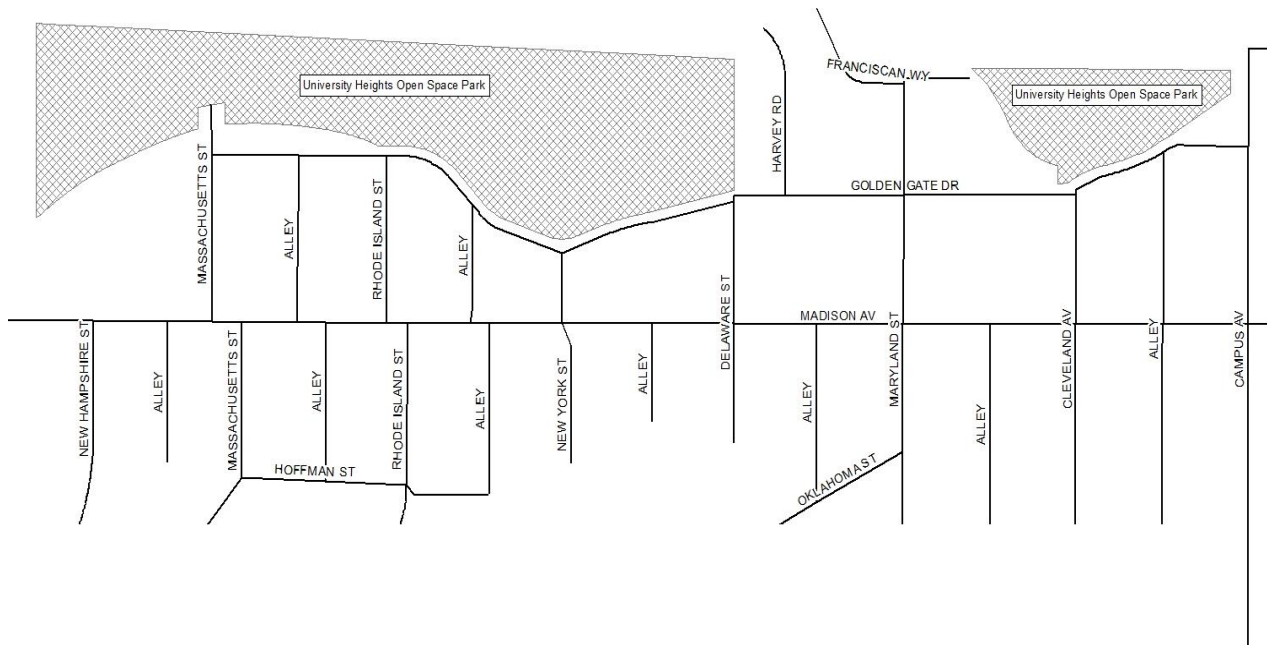 FRANCISCAN WY
University Heights Open Space Park
University Heights Open Space Park
HARVEY RD
MASSACHUSETTS ST
ALLEY
RHODE ISLAND ST
ALLEY
GOLDEN GATE DR
DELAWARE ST
MADISON AV
NEW HAMPSHIRE ST
ALLEY
MASSACHUSETTS ST
ALLEY
RHODE ISLAND ST
ALLEY
NEW YORK ST
ALLEY
ALLEY
MARYLAND ST
ALLEY
CLEVELAND AV
ALLEY
CAMPUS AV
HOFFMAN ST
OKLAHOMA ST